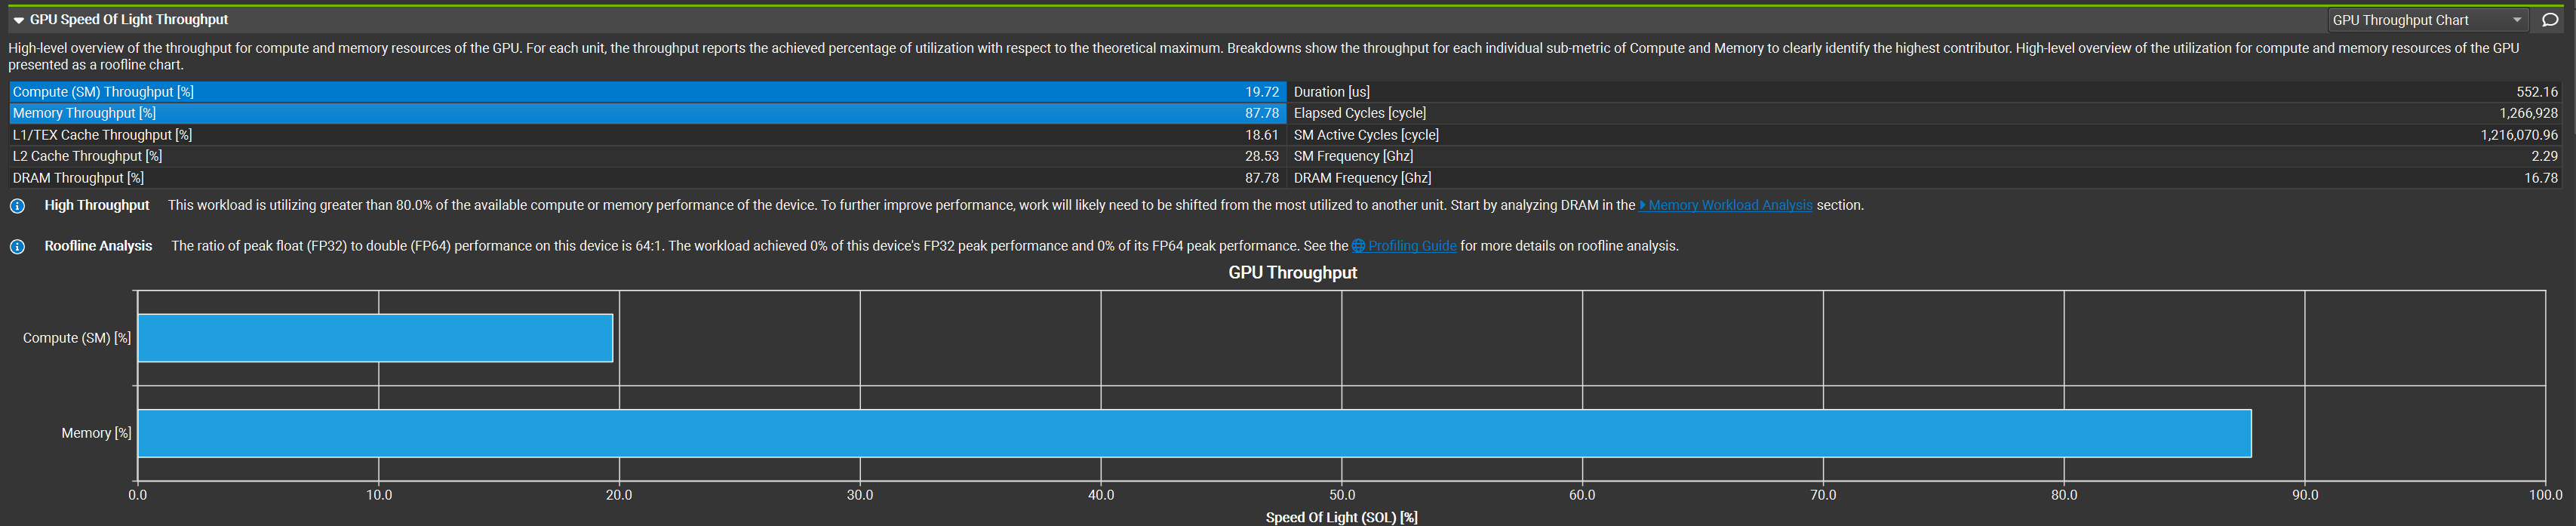 GPU Speed Of Light Throughput
GPU Throughput Chart
High-level overview of the throughput for compute and memory resources of the GPU. For each unit, the throughput reports the achieved percentage of utilization with respect to the theoretical maximum. Breakdowns show the throughput for each individual sub-metric of Compute and Memory to clearly identify the highest contributor. High-level overview of the utilization for compute and memory resources of the GPU
presented as a roofline chart.
Compute (SM) Throughput [%] 19.72 Duration [us] 552.16
Memory Throughput [%] 87.78 Elapsed Cycles [cycle] 1,266,928
L1/TEX Cache Throughput [%] 18.61 SM Active Cycles [cycle] 1,216,070.96
L2 Cache Throughput [%] 28.53 SM Frequency [Ghz] 2.29
DRAM Throughput [%] 87.78 DRAM Frequency [Ghz] 16.78
High Throughput This workload is utilizing greater than 80.0% of the available compute or memory performance of the device. To further improve performance, work will likely need to be shifted from the most utilized to another unit. Start by analyzing DRAM in the Memory Workload Analysis section.
Roofline Analysis The ratio of peak float (FP32) to double (FP64) performance on this device is 64:1. The workload achieved 0% of this device's FP32 peak performance and 0% of its FP64 peak performance. See the Profiling Guide for more details on roofline analysis.
GPU Throughput
Compute (SM) [%]
Memory [%]
0.0 10.0 20.0 30.0 40.0 50.0 60.0 70.0 80.0 90.0 100.0
Speed Of Light (SOL) [%]